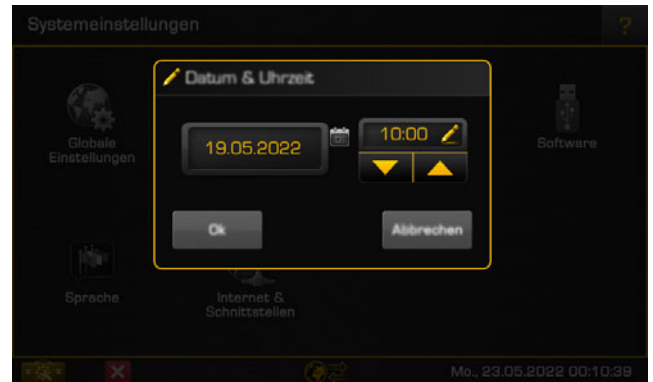 Systemeinstellungen
?
Datum & Uhrzeit
19.05.2022
10:00
Globale
Einstellungen
Software
Ok
Abbrechen
Sprache
Internet &
Schnittstellen
Mo., 23.05.2022 00:10:39